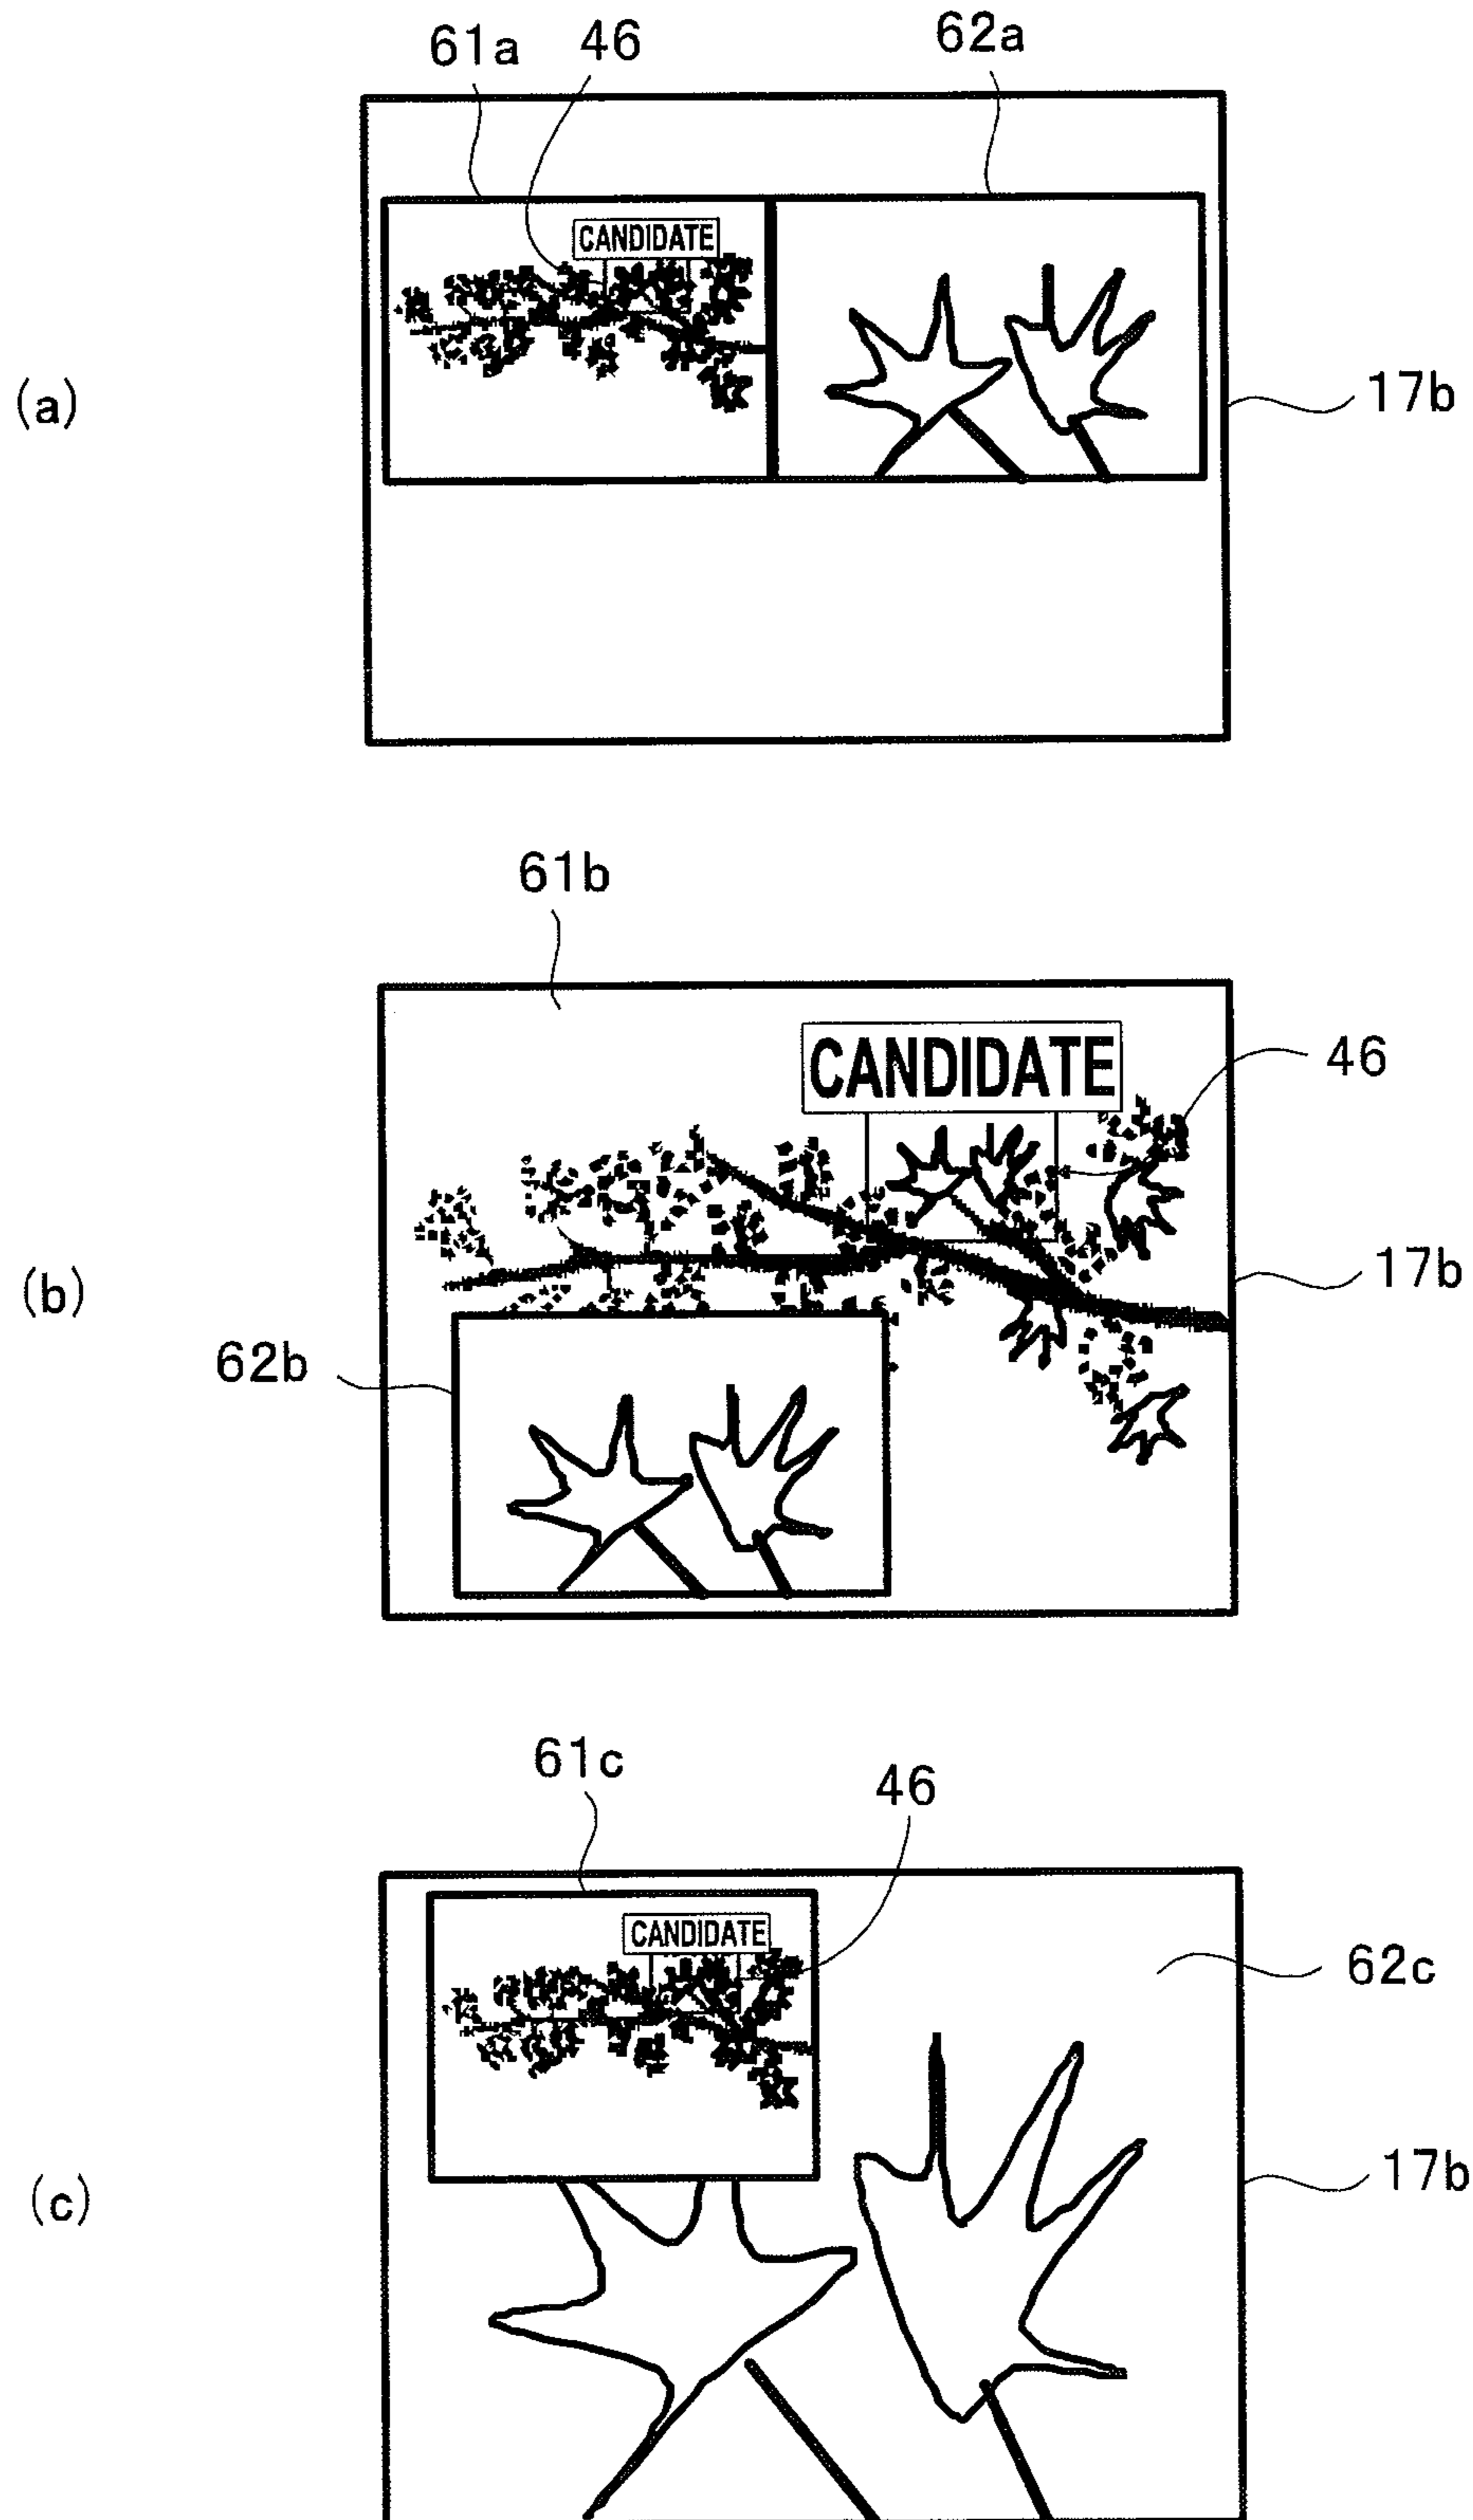 61a 46 62a
CANDIDATE
(a)
17b
61b
CANDIDATE
46
(b)
17b
62b
61c
46
CANDIDATE
62c
(c)
17b